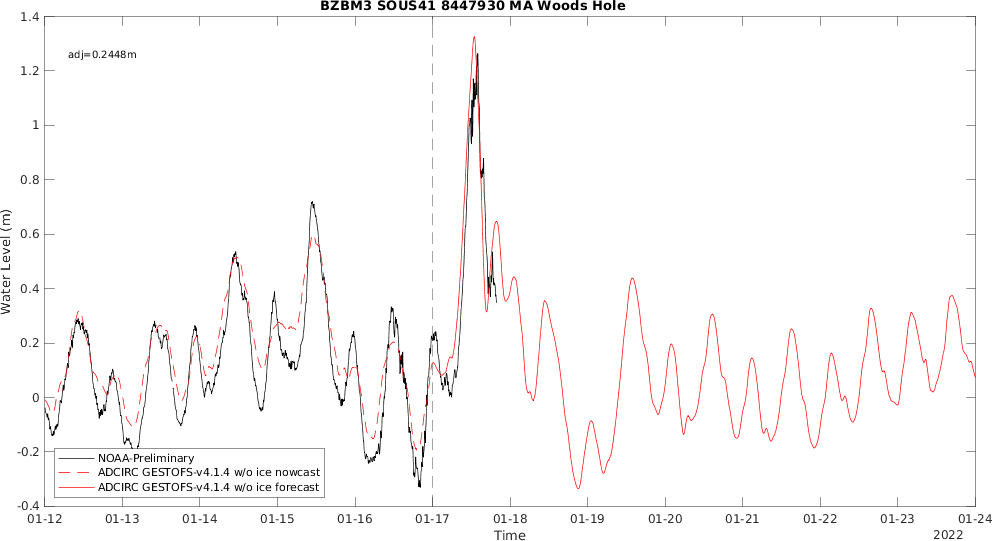 BZBM3 SOUS41 8447930 MA Woods Hole
adj=0.2448m
1.4
1.2
1
0.8
0.6
0.4
0.2
0
-0.2
-0.4
Water Level (m)
NOAA-Preliminary
ADCIRC GESTOFS-v4.1.4 w/o ice nowcast
ADCIRC GESTOFS-v4.1.4 w/o ice forecast
01-12 01-13 01-14 01-15 01-16 01-17 01-18 01-19 01-20 01-21 01-22 01-23 01-24
Time
2022